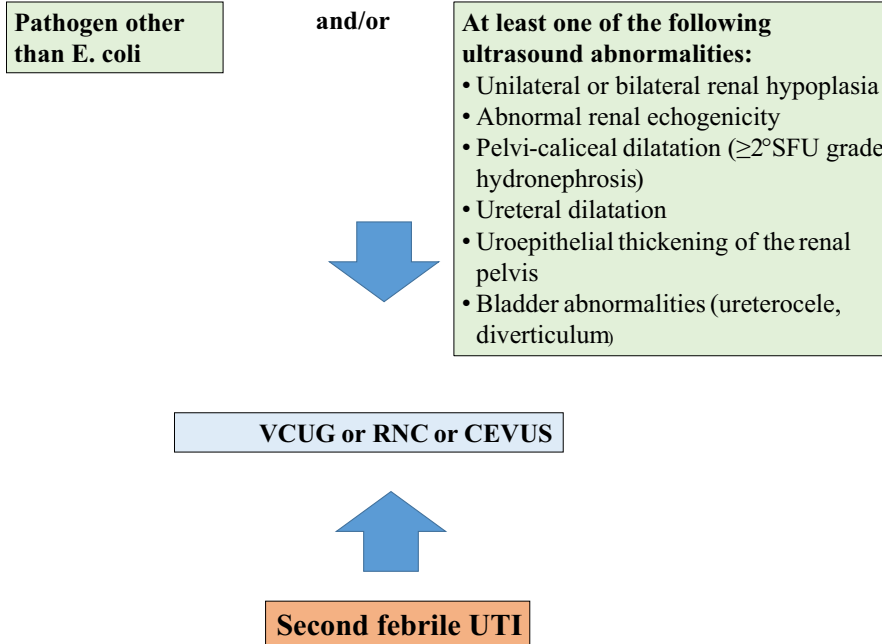 Pathogen other
than E. coli
and/or
At least one of the following
ultrasound abnormalities:
• Unilateral or bilateral renal hypoplasia
• Abnormal renal echogenicity
• Pelvi-caliceal dilatation (≥2°SFU grade
hydronephrosis)
• Ureteral dilatation
• Uroepithelial thickening of the renal
pelvis
• Bladder abnormalities (ureterocele,
diverticulum)
VCUG or RNC or CEVUS
Second febrile UTI